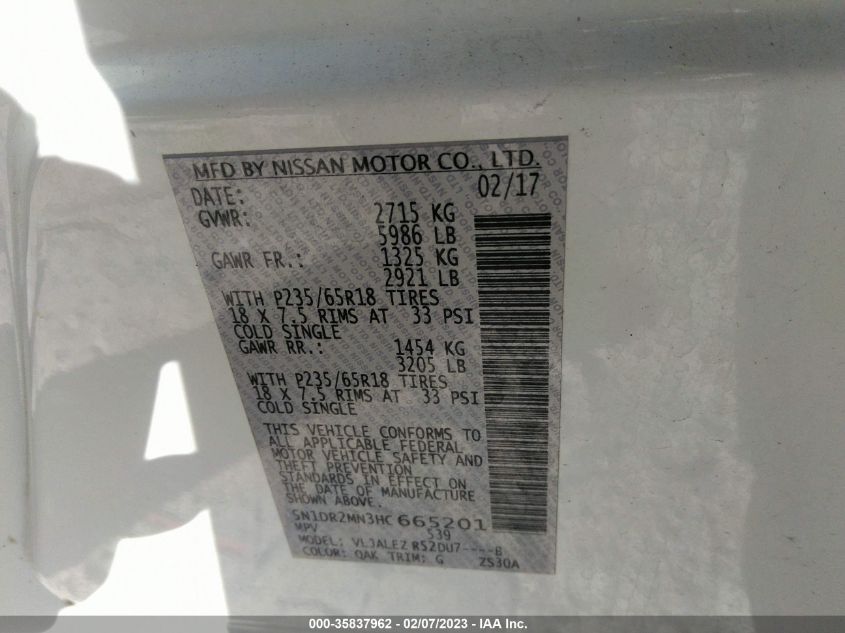 MFD BY NISSAN MOTOR CO., LTD.
DATE: 02/17
GVWR: 2715 KG
5986 LB
GAWR FR.: 1325 KG
2921 LB
WITH P235/65R18 TIRES
18 X 7.5 RIMS AT 33 PSI
COLD SINGLE
GAWR RR.: 1454 KG
3205 LB
WITH P235/65R18 TIRES
18 X 7.5 RIMS AT 33 PSI
COLD SINGLE
THIS VEHICLE CONFORMS TO
ALL APPLICABLE FEDERAL
MOTOR VEHICLE SAFETY AND
THEFT PREVENTION
STANDARDS IN EFFECT ON
THE DATE OF MANUFACTURE
SHOWN ABOVE.
5N1DR2MN3HC 665201
MPV 539
MODEL: VL3ALEZ R52DU7----B
COLOR: QAK TRIM: G ZS30A
000-35837962 - 02/07/2023 - IAA Inc.